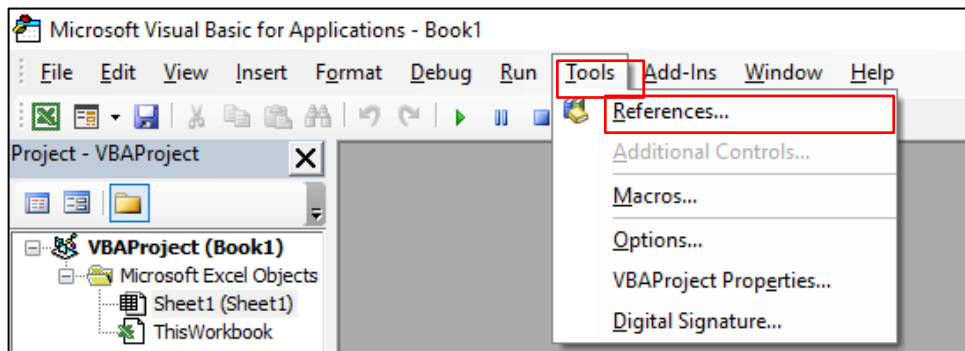 Microsoft Visual Basic for Applications - Book1
File Edit View Insert Format Debug Run Tools Add-Ins Window Help
References...
Project - VBAProject
Additional Controls...
Macros...
Options...
VBAProject (Book1)
Microsoft Excel Objects
VBAProject Properties...
Sheet1 (Sheet1)
Digital Signature...
ThisWorkbook